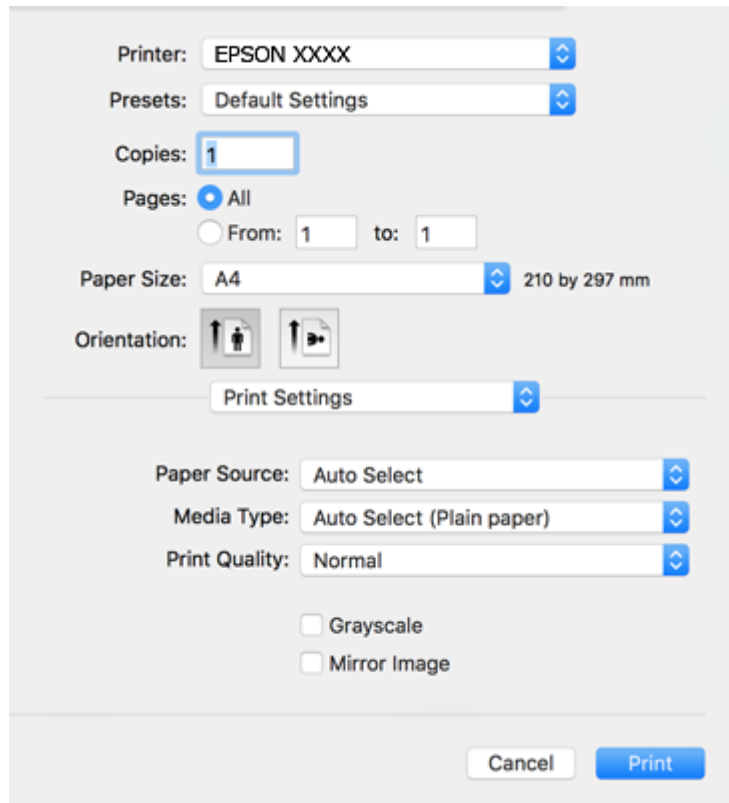 Printer: EPSON XXXX
Presets: Default Settings
Copies: 1
Pages: All
From: 1 to: 1
Paper Size: A4 210 by 297 mm
Orientation:
Print Settings
Paper Source: Auto Select
Media Type: Auto Select (Plain paper)
Print Quality: Normal
Grayscale
Mirror Image
Cancel Print